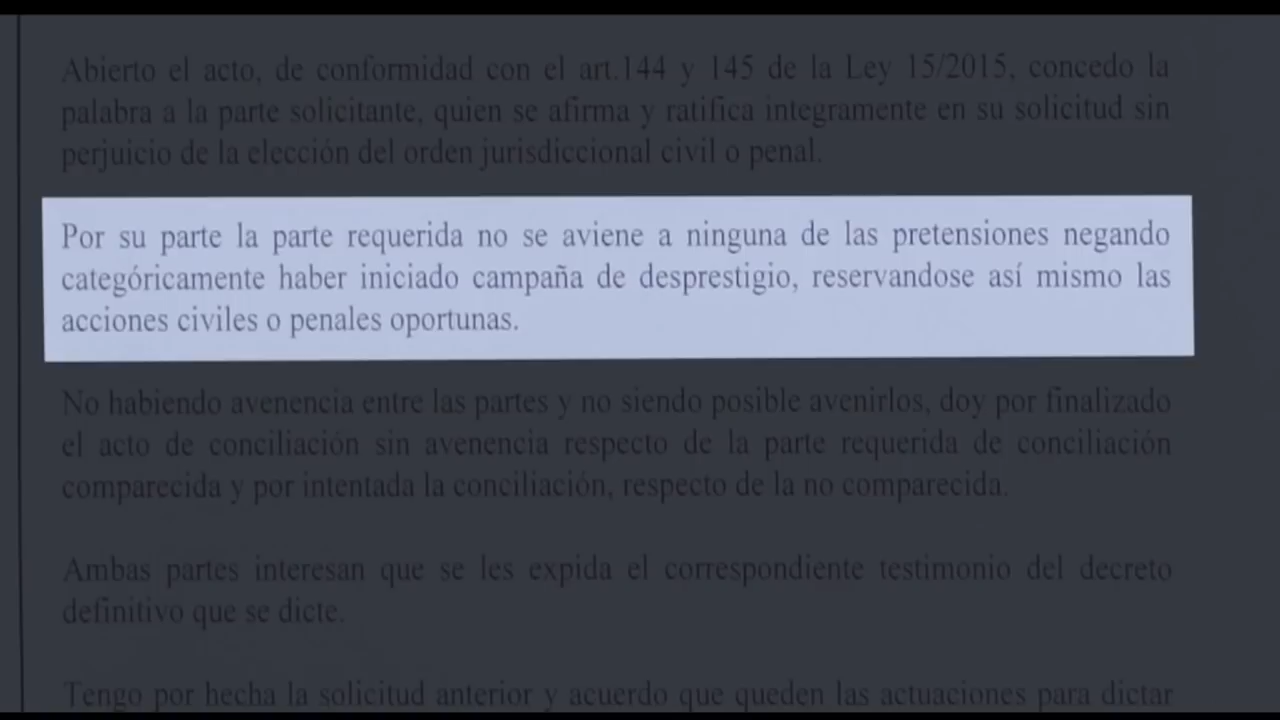 Abierto el acto, de conformidad con el art.144 y 145 de la Ley 15/2015, concedo la
palabra a la parte solicitante, quien se afirma y ratifica integramente en su solicitud sin
perjuicio de la elección del orden jurisdiccional civil o penal.
Por su parte la parte requerida no se aviene a ninguna de las pretensiones negando
categóricamente haber iniciado campaña de desprestigio, reservandose así mismo las
acciones civiles o penales oportunas.
No habiendo avenencia entre las partes y no siendo posible avenirlos, doy por finalizado
el acto de conciliación sin avenencia respecto de la parte requerida de conciliación
comparecida y por intentada la conciliación, respecto de la no comparecida.
Ambas partes interesan que se les expida el correspondiente testimonio del decreto
definitivo que se dicte.
Tengo por hecha la solicitud anterior y acuerdo que queden las actuaciones para dictar